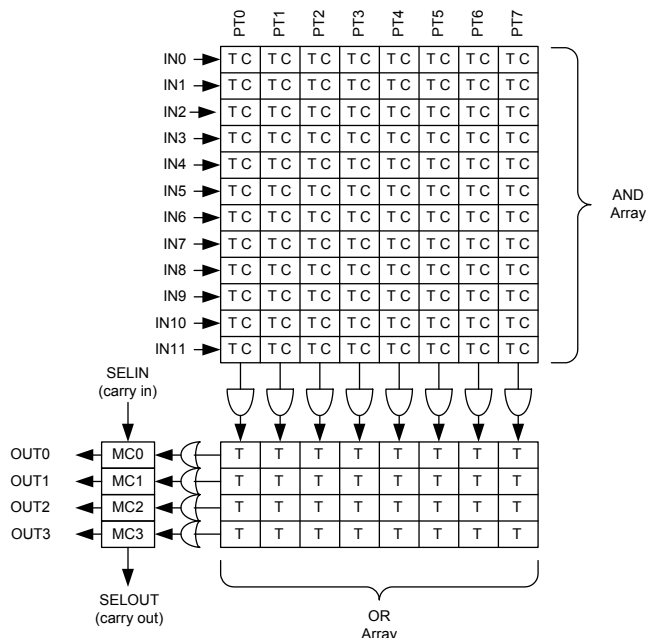 PT0 PT1 PT2 PT3 PT4 PT5 PT6 PT7
IN0 T C T C T C T C T C T C T C T C
IN1 T C T C T C T C T C T C T C T C
IN2 T C T C T C T C T C T C T C T C
IN3 T C T C T C T C T C T C T C T C
IN4 T C T C T C T C T C T C T C T C
IN5 T C T C T C T C T C T C T C T C
IN6 T C T C T C T C T C T C T C T C
IN7 T C T C T C T C T C T C T C T C
IN8 T C T C T C T C T C T C T C T C
IN9 T C T C T C T C T C T C T C T C
IN10 T C T C T C T C T C T C T C T C
IN11 T C T C T C T C T C T C T C T C
AND
Array
SELIN
(carry in)
OUT0 MC0 T T T T T T T T
OUT1 MC1 T T T T T T T T
OUT2 MC2 T T T T T T T T
OUT3 MC3 T T T T T T T T
SELOUT
(carry out)
OR
Array